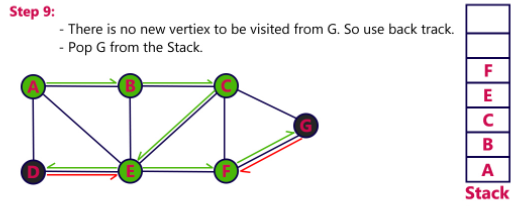 Step 9:
- There is no new vertiex to be visited from G. So use back track.
- Pop G from the Stack.
A B C
G
D E F
F
E
C
B
A
Stack